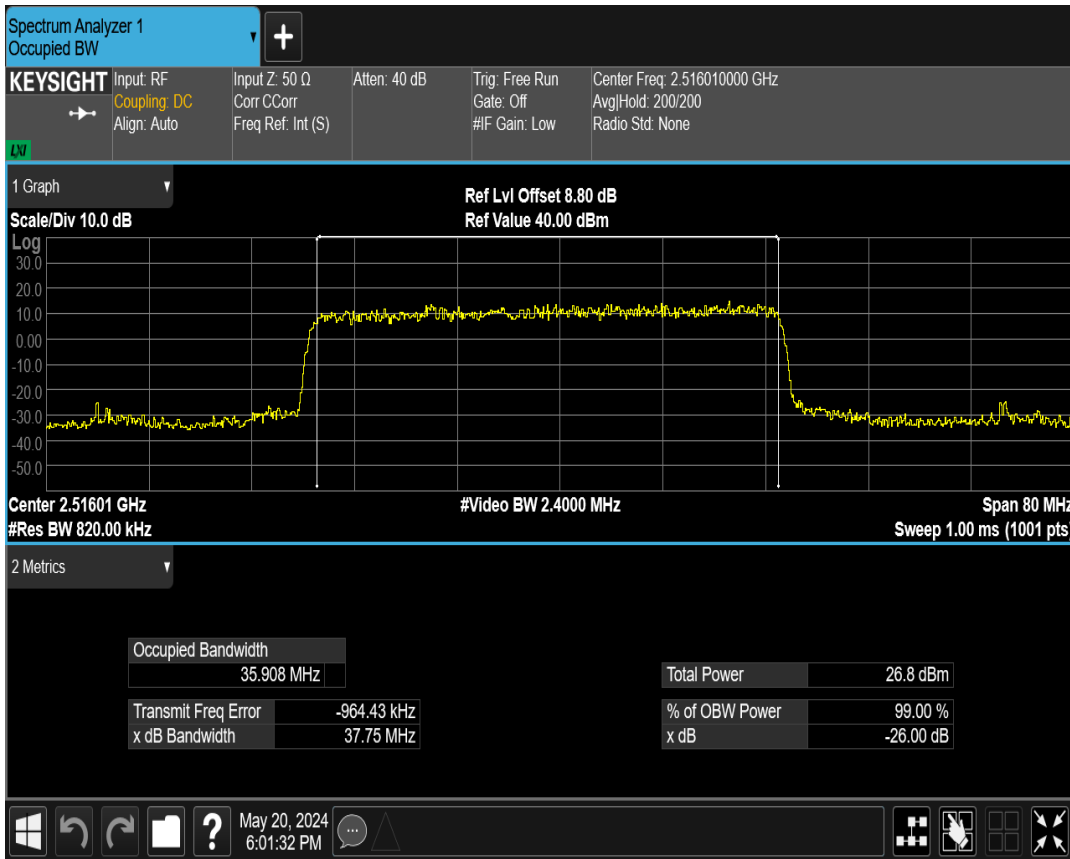 Spectrum Analyzer 1
Occupied BW
KEYSIGHT
LXI
Input: RF
Coupling: DC
Align: Auto
Input Z: 50 Ω
Corr CCorr
Freq Ref: Int (S)
Atten: 40 dB
Trig: Free Run
Gate: Off
#IF Gain: Low
Center Freq: 2.516010000 GHz
Avg|Hold: 200/200
Radio Std: None
1 Graph
Scale/Div 10.0 dB
Ref Lvl Offset 8.80 dB
Ref Value 40.00 dBm
Log
30.0
20.0
10.0
0.00
-10.0
-20.0
-30.0
-40.0
-50.0
Center 2.51601 GHz
#Video BW 2.4000 MHz
Span 80 MHz
#Res BW 820.00 kHz
Sweep 1.00 ms (1001 pts)
2 Metrics
Occupied Bandwidth
35.908 MHz
Transmit Freq Error -964.43 kHz
x dB Bandwidth 37.75 MHz
Total Power 26.8 dBm
% of OBW Power 99.00 %
x dB -26.00 dB
?
May 20, 2024
6:01:32 PM